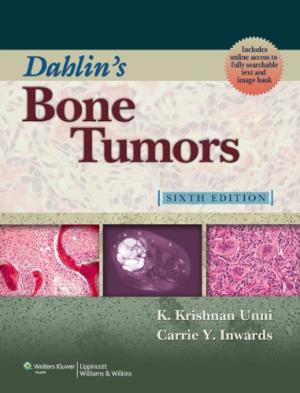 Includes
online access to
fully searchable
text and
image bank
Dahlin's
Bone
Tumors
SIXTH EDITION
K. Krishnan Unni
Carrie Y. Inwards
Wolters Kluwer
Health
Lippincott
Williams & Wilkins